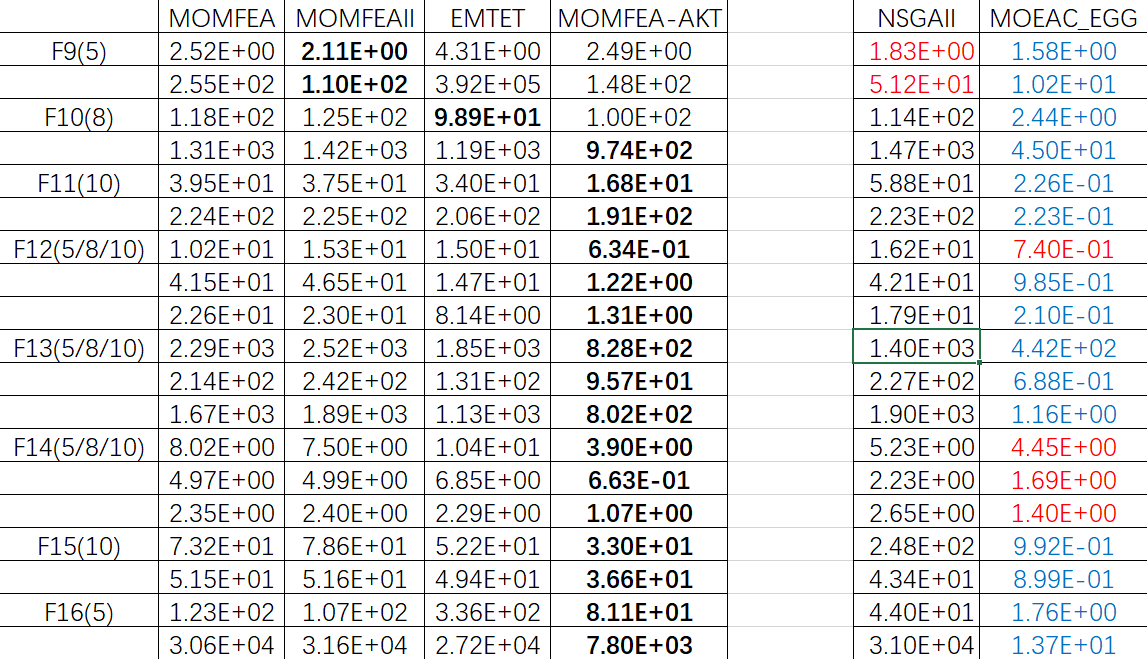 MOMFEA MOMFEAII EMTET MOMFEA-AKT NSGAII MOEAC_EGG
F9(5) 2.52E+00 2.11E+00 4.31E+00 2.49E+00 1.83E+00 1.58E+00
2.55E+02 1.10E+02 3.92E+05 1.48E+02 5.12E+01 1.02E+01
F10(8) 1.18E+02 1.25E+02 9.89E+01 1.00E+02 1.14E+02 2.44E+00
1.31E+03 1.42E+03 1.19E+03 9.74E+02 1.47E+03 4.50E+01
F11(10) 3.95E+01 3.75E+01 3.40E+01 1.68E+01 5.88E+01 2.26E-01
2.24E+02 2.25E+02 2.06E+02 1.91E+02 2.23E+02 2.23E-01
F12(5/8/10) 1.02E+01 1.53E+01 1.50E+01 6.34E-01 1.62E+01 7.40E-01
4.15E+01 4.65E+01 1.47E+01 1.22E+00 4.21E+01 9.85E-01
2.26E+01 2.30E+01 8.14E+00 1.31E+00 1.79E+01 2.10E-01
F13(5/8/10) 2.29E+03 2.52E+03 1.85E+03 8.28E+02 1.40E+03 4.42E+02
2.14E+02 2.42E+02 1.31E+02 9.57E+01 2.27E+02 6.88E-01
1.67E+03 1.89E+03 1.13E+03 8.02E+02 1.90E+03 1.16E+00
F14(5/8/10) 8.02E+00 7.50E+00 1.04E+01 3.90E+00 5.23E+00 4.45E+00
4.97E+00 4.99E+00 6.85E+00 6.63E-01 2.23E+00 1.69E+00
2.35E+00 2.40E+00 2.29E+00 1.07E+00 2.65E+00 1.40E+00
F15(10) 7.32E+01 7.86E+01 5.22E+01 3.30E+01 2.48E+02 9.92E-01
5.15E+01 5.16E+01 4.94E+01 3.66E+01 4.34E+01 8.99E-01
F16(5) 1.23E+02 1.07E+02 3.36E+02 8.11E+01 4.40E+01 1.76E+00
3.06E+04 3.16E+04 2.72E+04 7.80E+03 3.10E+04 1.37E+01